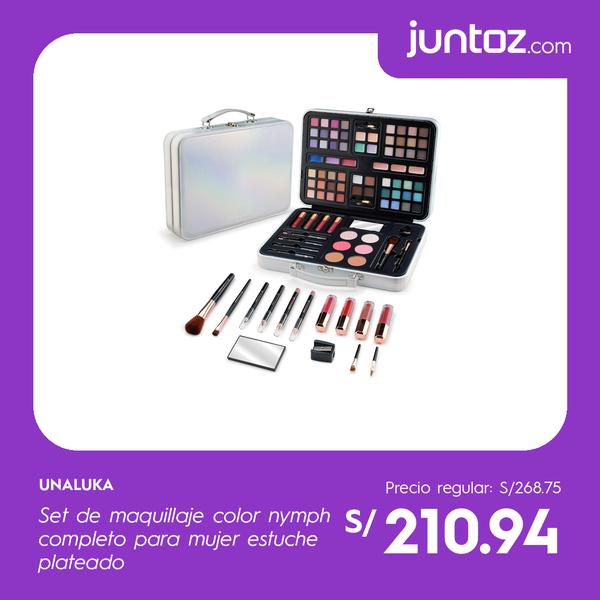 juntoz.com
UNALUKA
Set de maquillaje color nymph
completo para mujer estuche
plateado
Precio regular: S/268.75
S/210.94